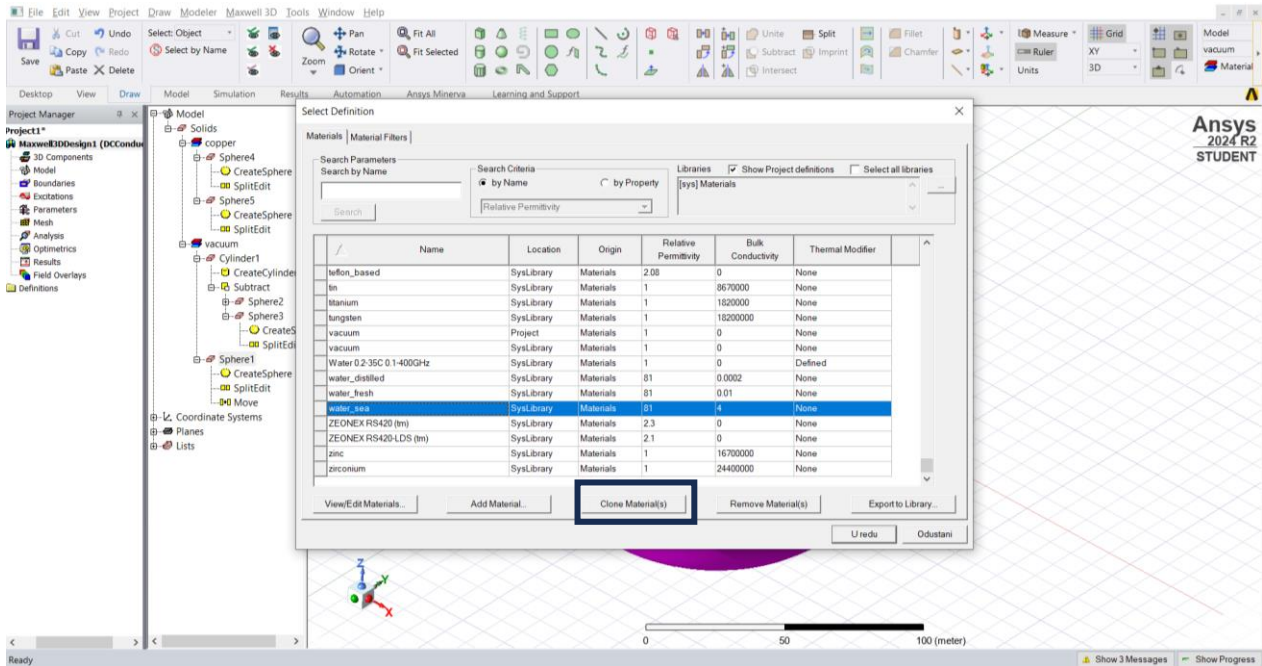 File Edit View Project Draw Modeler Maxwell 3D Tools Window Help
Save
Cut
Copy
Paste
Undo
Redo
Delete
Select: Object
Select by Name
Zoom
Pan
Rotate
Orient
Fit All
Fit Selected
Unite
Subtract
Intersect
Split
Imprint
Fillet
Chamfer
Measure
Ruler
Units
Grid
XY
3D
Model
vacuum
Material
Desktop View Draw Model Simulation Results Automation Ansys Minerva Learning and Support
Project Manager
Project1*
Maxwell3DDesign1 (DCCondu
3D Components
Model
Boundaries
Excitations
Parameters
Mesh
Analysis
Optimetrics
Results
Field Overlays
Definitions
Model
Solids
copper
Sphere4
CreateSphere
SplitEdit
Sphere5
CreateSphere
SplitEdit
vacuum
Cylinder1
CreateCylinde
Subtract
Sphere2
Sphere3
CreateS
SplitEdi
Sphere1
CreateSphere
SplitEdit
Move
Coordinate Systems
Planes
Lists
Select Definition
Materials Material Filters
Search Parameters
Search by Name
Search
Search Criteria
by Name by Property
Relative Permittivity
Libraries Show Project definitions Select all libraries
[sys] Materials
...
Name Location Origin Relative Permittivity Bulk Conductivity Thermal Modifier
teflon_based SysLibrary Materials 2.08 0 None
tin SysLibrary Materials 1 8670000 None
titanium SysLibrary Materials 1 1820000 None
tungsten SysLibrary Materials 1 18200000 None
vacuum Project Materials 1 0 None
vacuum SysLibrary Materials 1 0 None
Water 0.2-35C 0.1-400GHz SysLibrary Materials 1 0 Defined
water_distilled SysLibrary Materials 81 0.0002 None
water_fresh SysLibrary Materials 81 0.01 None
water_sea SysLibrary Materials 81 4 None
ZEONEX RS420 (tm) SysLibrary Materials 2.3 0 None
ZEONEX RS420-LDS (tm) SysLibrary Materials 2.1 0 None
zinc SysLibrary Materials 1 16700000 None
zirconium SysLibrary Materials 1 24400000 None
View/Edit Materials... Add Material... Clone Material(s) Remove Material(s) Export to Library...
U redu Odustani
Ansys
2024 R2
STUDENT
Z
Y
X
0 50 100 (meter)
Ready
Show 3 Messages Show Progress